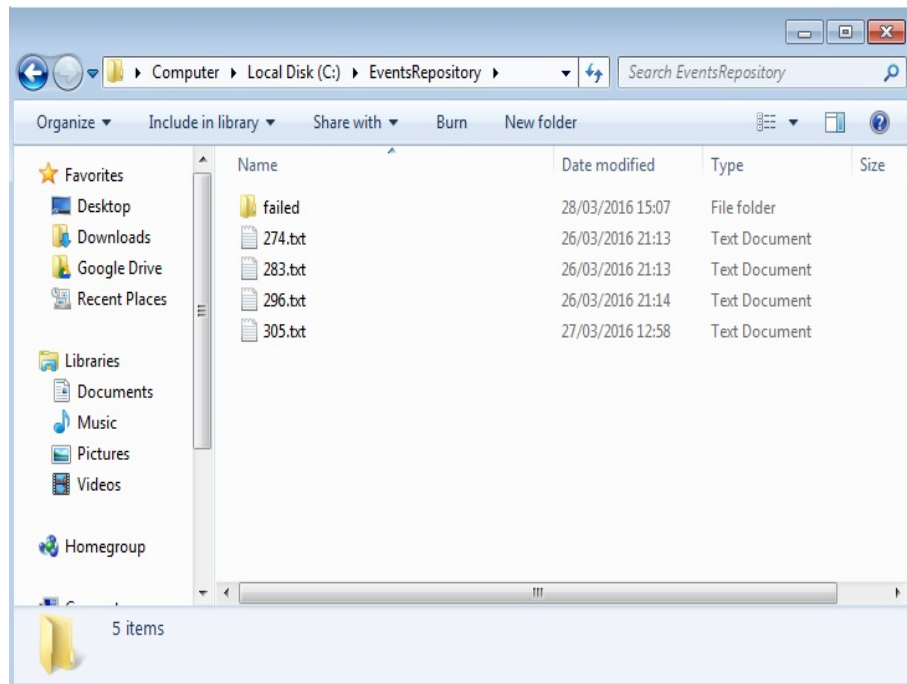 Computer Local Disk (C:) EventsRepository Search EventsRepository
Organize Include in library Share with Burn New folder
Favorites
Desktop
Downloads
Google Drive
Recent Places
Libraries
Documents
Music
Pictures
Videos
Homegroup
Name Date modified Type Size
failed 28/03/2016 15:07 File folder
274.txt 26/03/2016 21:13 Text Document
283.txt 26/03/2016 21:13 Text Document
296.txt 26/03/2016 21:14 Text Document
305.txt 27/03/2016 12:58 Text Document
5 items